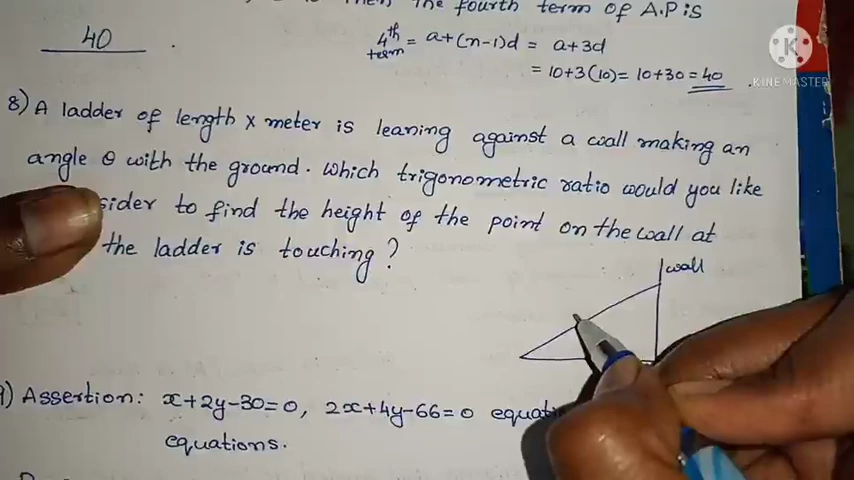 Then the fourth term of A.P is
40 .
4th term = a+(n-1)d = a+3d
= 10+3(10) = 10+30 = 40 .
K
KINEMASTER
8) A ladder of length x meter is leaning against a wall making an
angle θ with the ground. Which trigonometric ratio would you like
sider to find the height of the point on the wall at
the ladder is touching?
wall
9) Assertion: x+2y-30=0, 2x+4y-66=0 equati
equations.